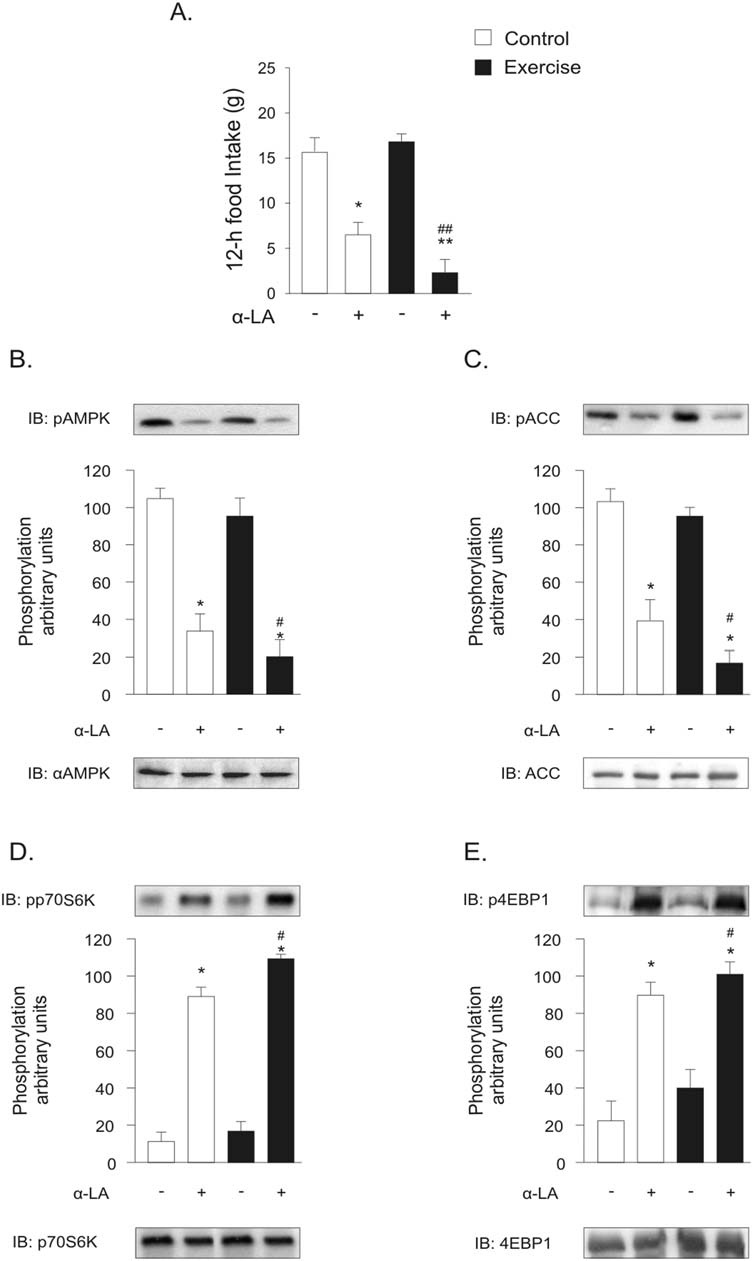 A.
Control
Exercise
12-h food Intake (g)
25
20
15
10
5
0
*
##
**
α-LA - + - +
B.
IB: pAMPK
Phosphorylation
arbitrary units
120
100
80
60
40
20
0
*
#
*
α-LA - + - +
IB: αAMPK
C.
IB: pACC
Phosphorylation
arbitrary units
120
100
80
60
40
20
0
*
#
*
α-LA - + - +
IB: ACC
D.
IB: pp70S6K
Phosphorylation
arbitrary units
120
100
80
60
40
20
0
*
#
*
α-LA - + - +
IB: p70S6K
E.
IB: p4EBP1
Phosphorylation
arbitrary units
120
100
80
60
40
20
0
*
#
*
α-LA - + - +
IB: 4EBP1